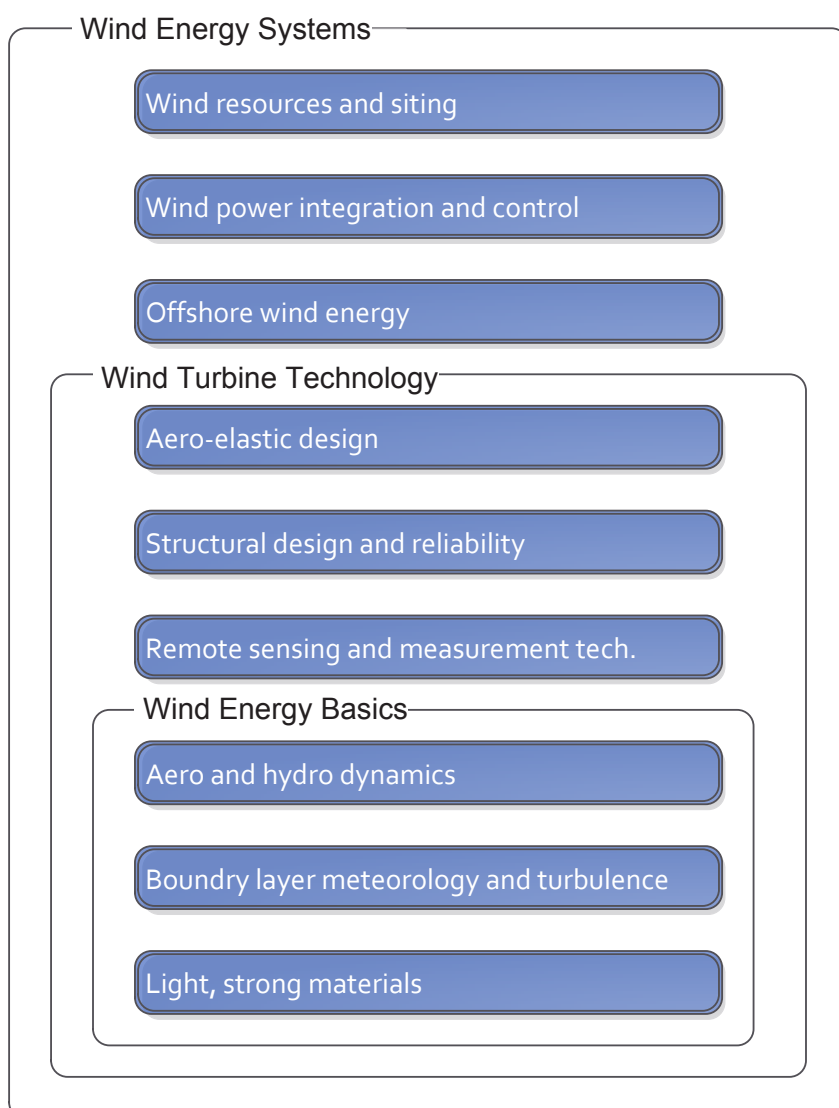 Wind Energy Systems
Wind resources and siting
Wind power integration and control
Offshore wind energy
Wind Turbine Technology
Aero-elastic design
Structural design and reliability
Remote sensing and measurement tech.
Wind Energy Basics
Aero and hydro dynamics
Boundry layer meteorology and turbulence
Light, strong materials